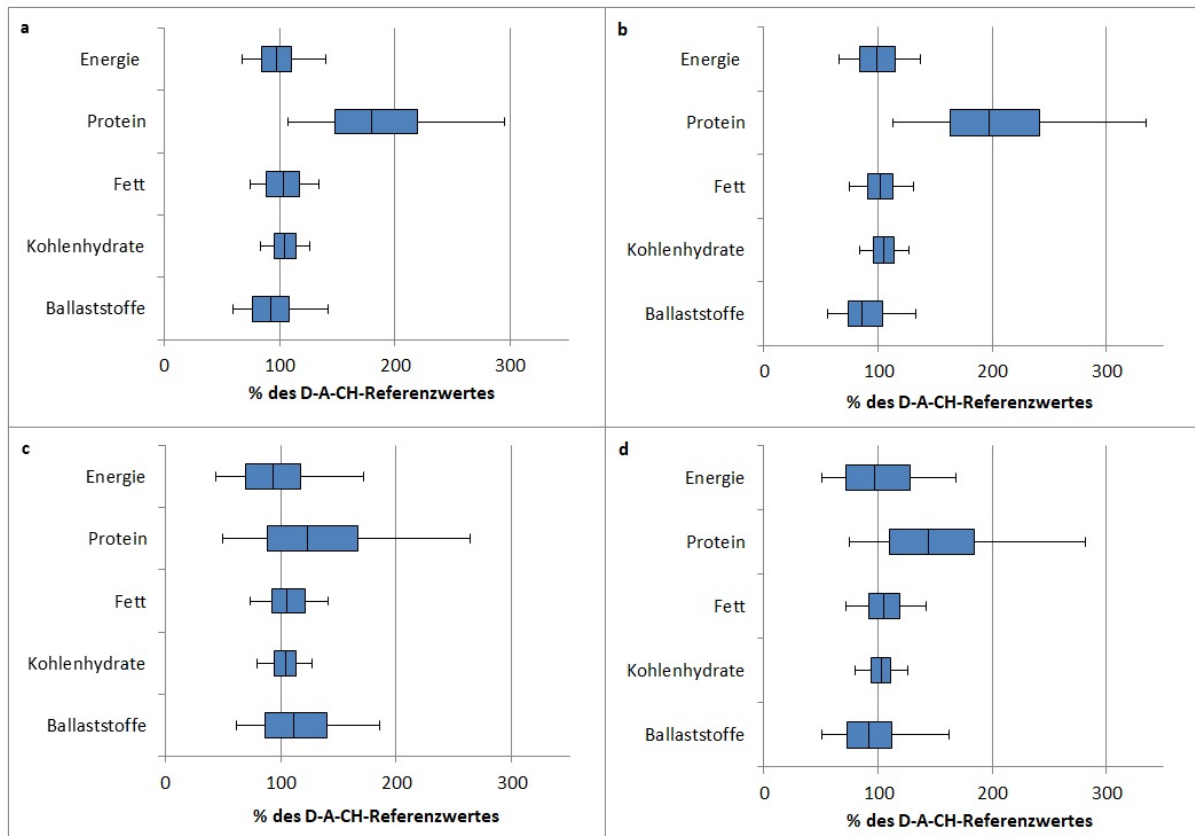 a
Energie
Protein
Fett
Kohlenhydrate
Ballaststoffe
0 100 200 300
% des D-A-CH-Referenzwertes
b
Energie
Protein
Fett
Kohlenhydrate
Ballaststoffe
0 100 200 300
% des D-A-CH-Referenzwertes
c
Energie
Protein
Fett
Kohlenhydrate
Ballaststoffe
0 100 200 300
% des D-A-CH-Referenzwertes
d
Energie
Protein
Fett
Kohlenhydrate
Ballaststoffe
0 100 200 300
% des D-A-CH-Referenzwertes